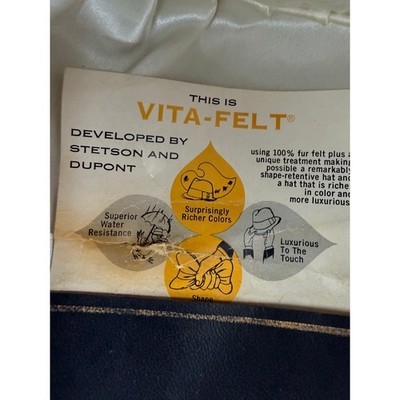 THIS IS
VITA-FELT®
DEVELOPED BY
STETSON AND
DUPONT
using 100% fur felt plus a
unique treatment making
possible a remarkably
shape-retentive hat and
a hat that is richer
in color and
more luxurious
Surprisingly
Richer Colors
Superior
Water
Resistance
Luxurious
To The
Touch
Shape